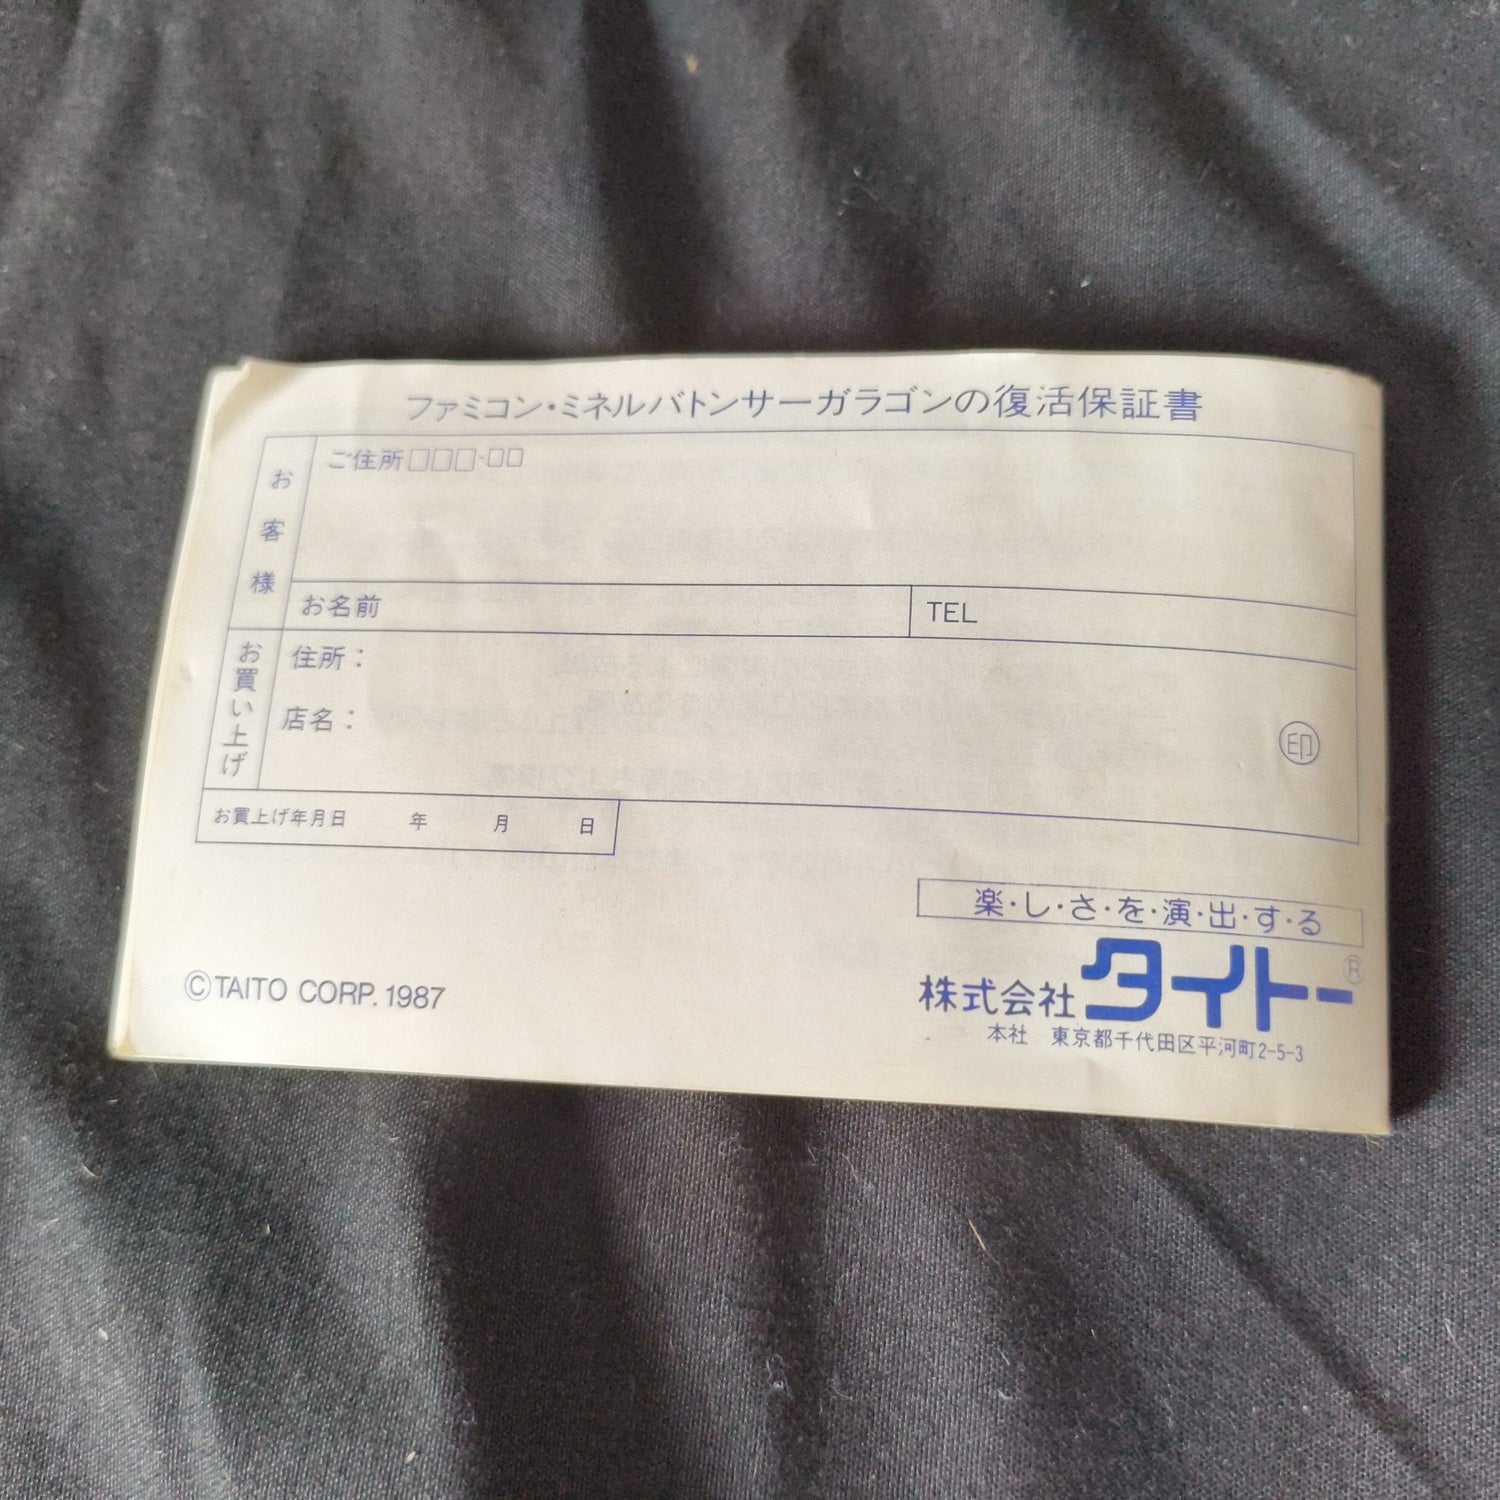 ファミコン・ミネルバトンサーガラゴンの復活保証書
お客様
ご住所□□□-□□
お名前
TEL
お買い上げ
住所：
店名：
印
お買上げ年月日 年 月 日
楽・し・さ・を・演・出・す・る
©TAITO CORP. 1987
株式会社タイトー®
本社 東京都千代田区平河町2-5-3